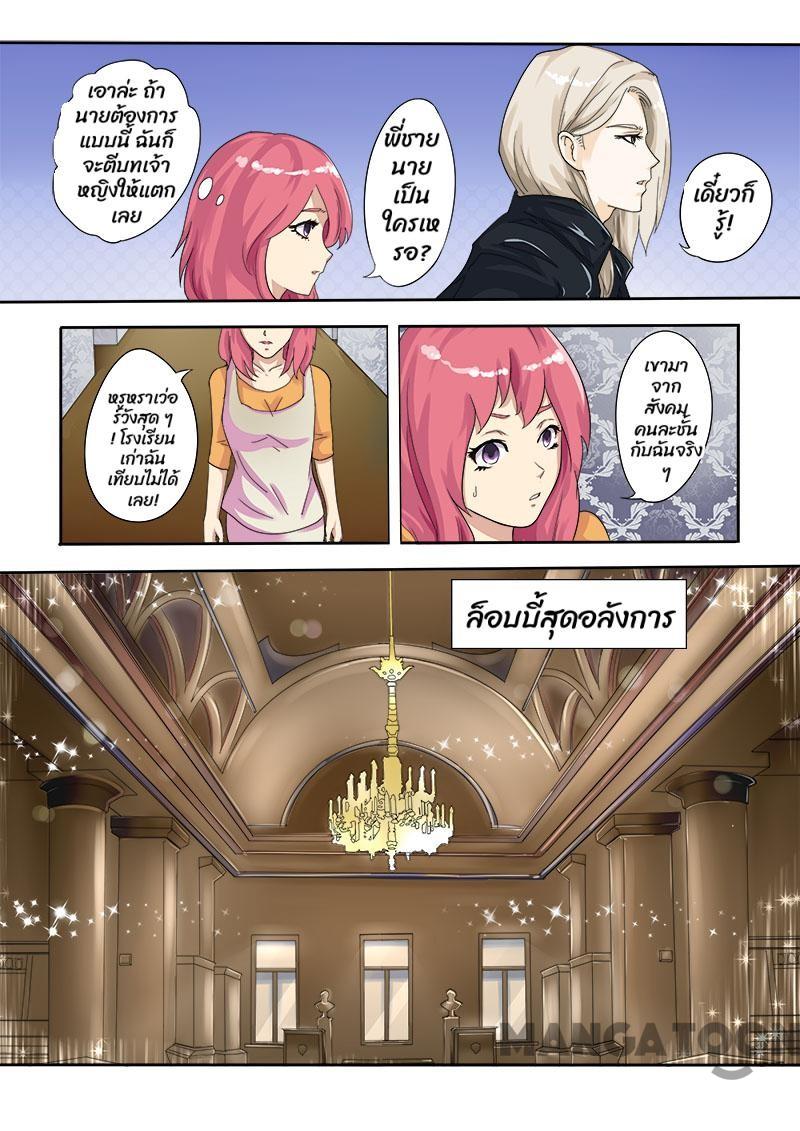 เอาล่ะ ถ้า
นายต้องการ
แบบนี้ ฉันก็
จะตีบทเจ้า
หญิงให้แตก
เลย
พี่ชาย
นาย
เป็น
ใครเห
รอ?
เดี๋ยวก็
รู้!
หรูหราเว่อ
ร์วังสุด ๆ
! โรงเรียน
เก่าฉัน
เทียบไม่ได้
เลย!
เขามา
จาก
สังคม
คนละชั้น
กับฉันจริง
ๆ
ล็อบบี้สุดอลังการ
MANGATOON